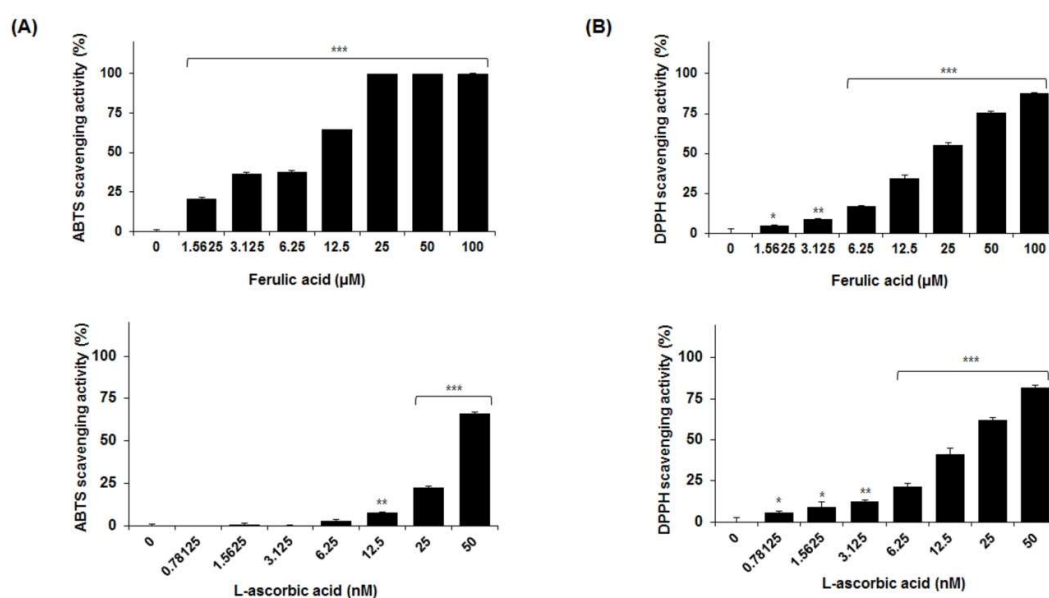 (A)
***
ABTS scavenging activity (%)
100
75
50
25
0
0 1.5625 3.125 6.25 12.5 25 50 100
Ferulic acid (µM)
(B)
***
DPPH scavenging activity (%)
100
75
50
25
0
* **
0 1.5625 3.125 6.25 12.5 25 50 100
Ferulic acid (µM)
***
ABTS scavenging activity (%)
100
75
50
25
0
**
0 0.78125 1.5625 3.125 6.25 12.5 25 50
L-ascorbic acid (nM)
***
DPPH scavenging activity (%)
100
75
50
25
0
* * **
0 0.78125 1.5625 3.125 6.25 12.5 25 50
L-ascorbic acid (nM)